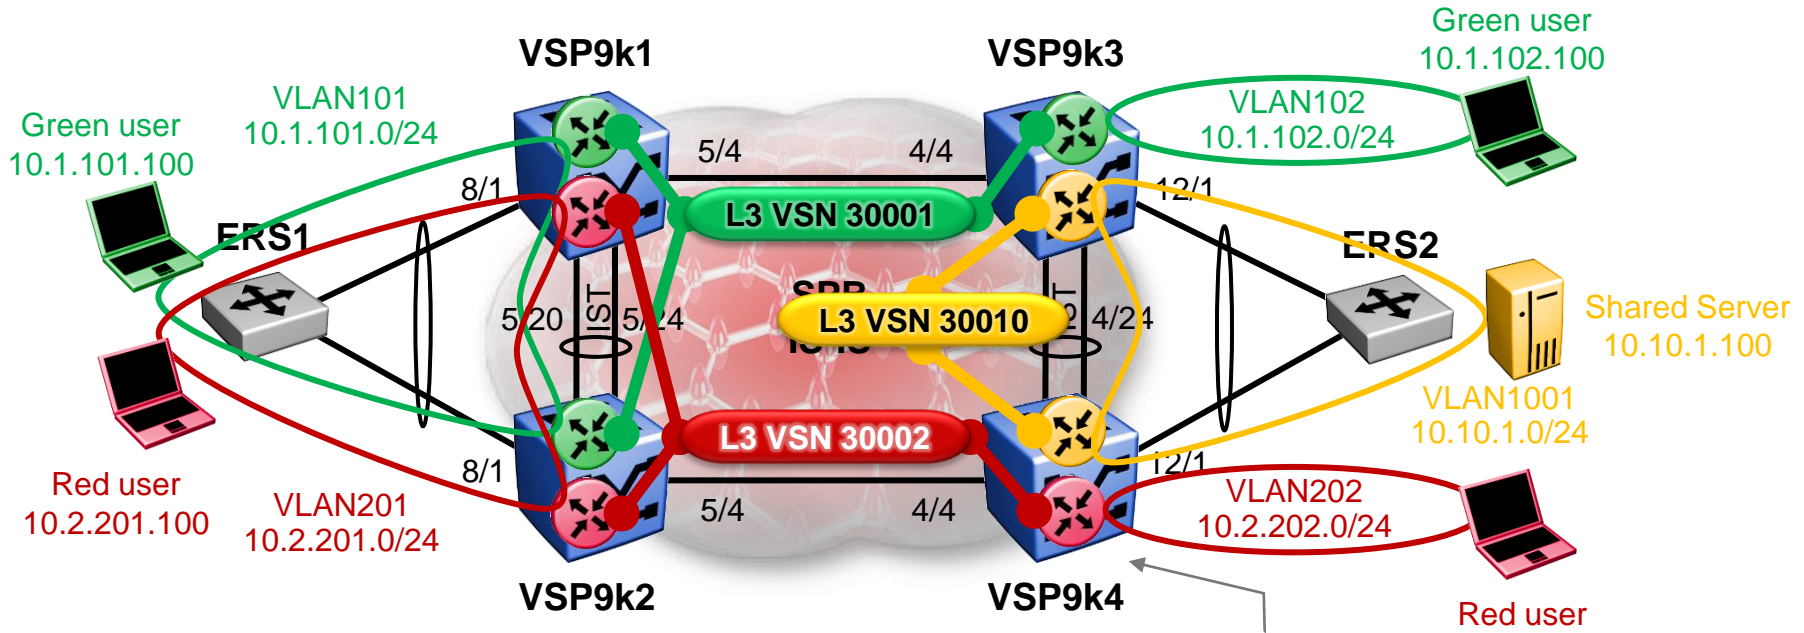 VSP9k1
VSP9k3
Green user
10.1.102.100
VLAN101
10.1.101.0/24
Green user
10.1.101.100
VLAN102
10.1.102.0/24
5/4
4/4
8/1
12/1
L3 VSN 30001
ERS1
ERS2
5/20
IST
5/24
L3 VSN 30010
4/24
Shared Server
10.10.1.100
VLAN1001
10.10.1.0/24
L3 VSN 30002
8/1
12/1
Red user
10.2.201.100
VLAN201
10.2.201.0/24
5/4
4/4
VLAN202
10.2.202.0/24
VSP9k2
VSP9k4
Red user